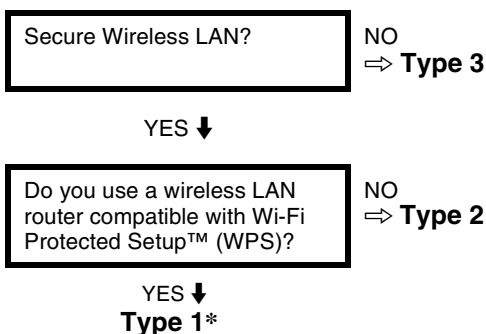 Secure Wireless LAN?
NO
⇨ Type 3
YES ⬇
Do you use a wireless LAN
router compatible with Wi-Fi
Protected Setup™ (WPS)?
NO
⇨ Type 2
YES ⬇
Type 1*